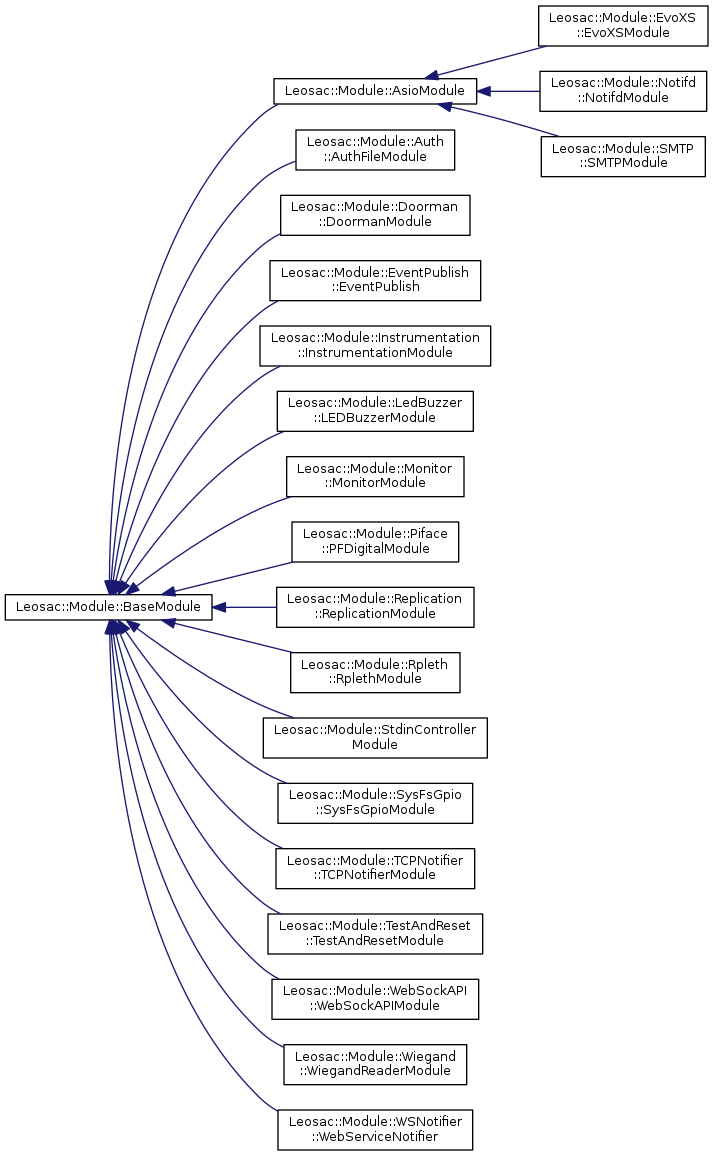 Leosac::Module::EvoXS
::EvoXSModule
Leosac::Module::AsioModule
Leosac::Module::Notifd
::NotifdModule
Leosac::Module::SMTP
::SMTPModule
Leosac::Module::Auth
::AuthFileModule
Leosac::Module::Doorman
::DoormanModule
Leosac::Module::EventPublish
::EventPublish
Leosac::Module::Instrumentation
::InstrumentationModule
Leosac::Module::LedBuzzer
::LEDBuzzerModule
Leosac::Module::Monitor
::MonitorModule
Leosac::Module::Piface
::PFDigitalModule
Leosac::Module::BaseModule
Leosac::Module::Replication
::ReplicationModule
Leosac::Module::Rpleth
::RplethModule
Leosac::Module::StdinController
Module
Leosac::Module::SysFsGpio
::SysFsGpioModule
Leosac::Module::TCPNotifier
::TCPNotifierModule
Leosac::Module::TestAndReset
::TestAndResetModule
Leosac::Module::WebSockAPI
::WebSockAPIModule
Leosac::Module::Wiegand
::WiegandReaderModule
Leosac::Module::WSNotifier
::WebServiceNotifier